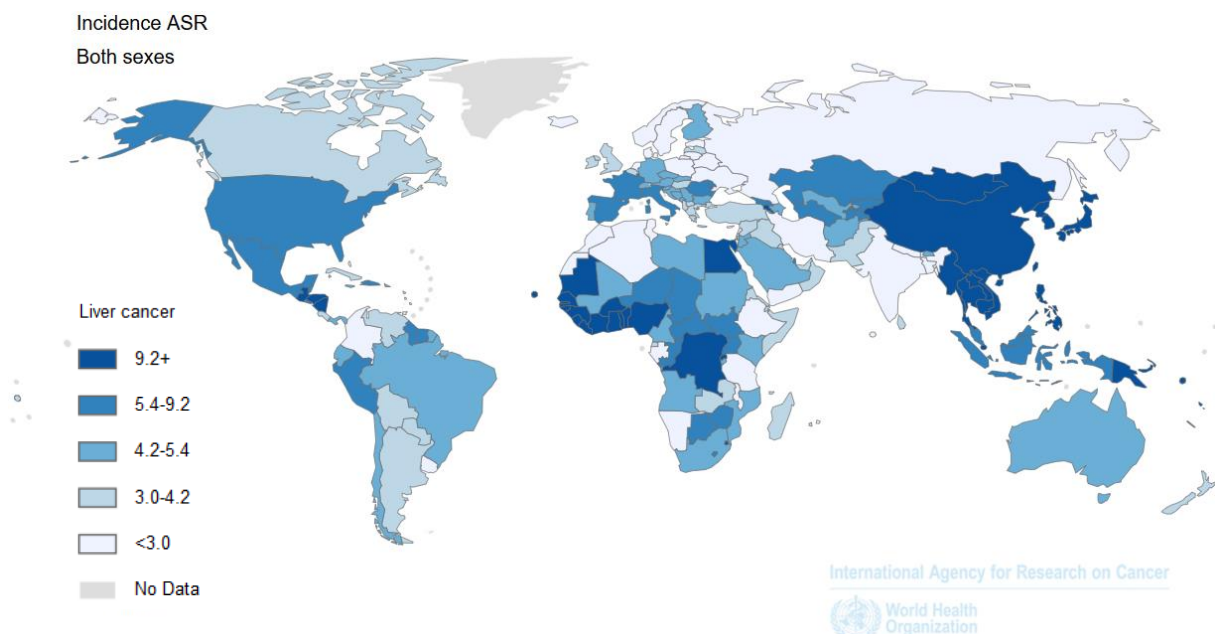 Incidence ASR
Both sexes
Liver cancer
9.2+
5.4-9.2
4.2-5.4
3.0-4.2
<3.0
No Data
International Agency for Research on Cancer
World Health
Organization